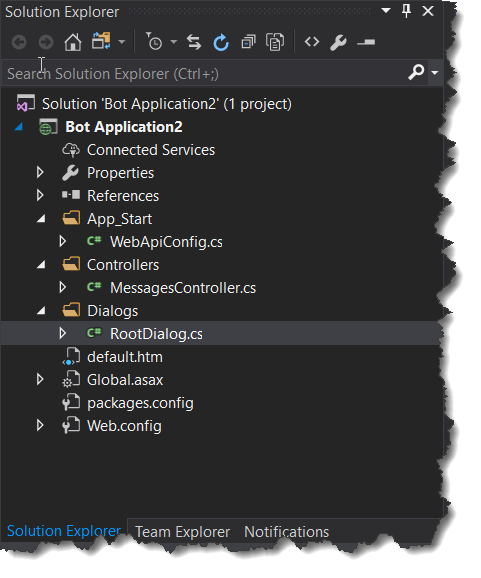 Solution Explorer
Search Solution Explorer (Ctrl+;)
Solution 'Bot Application2' (1 project)
Bot Application2
Connected Services
Properties
References
App_Start
C# WebApiConfig.cs
Controllers
C# MessagesController.cs
Dialogs
C# RootDialog.cs
default.htm
Global.asax
packages.config
Web.config
Solution Explorer Team Explorer Notifications